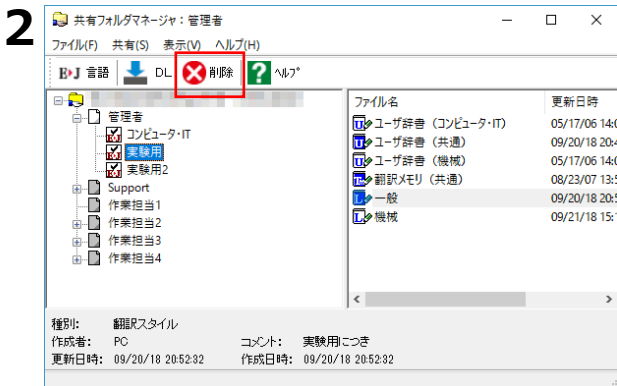 2
共有フォルダマネージャ：管理者
ファイル(F) 共有(S) 表示(V) ヘルプ(H)
E▸J 言語 DL 削除 ? ヘルプ
管理者
コンピュータ・IT
実験用
実験用2
Support
作業担当1
作業担当2
作業担当3
作業担当4
ファイル名 更新日時
ユーザ辞書（コンピュータ・IT） 05/17/06 14:0
ユーザ辞書（共通） 09/20/18 20:4
ユーザ辞書（機械） 05/17/06 14:0
翻訳メモリ（共通） 08/23/07 13:5
一般 09/20/18 20:5
機械 09/21/18 15:
種別: 翻訳スタイル
作成者: PC コメント: 実験用につき
更新日時: 09/20/18 20:52:32 作成日時: 09/20/18 20:52:32